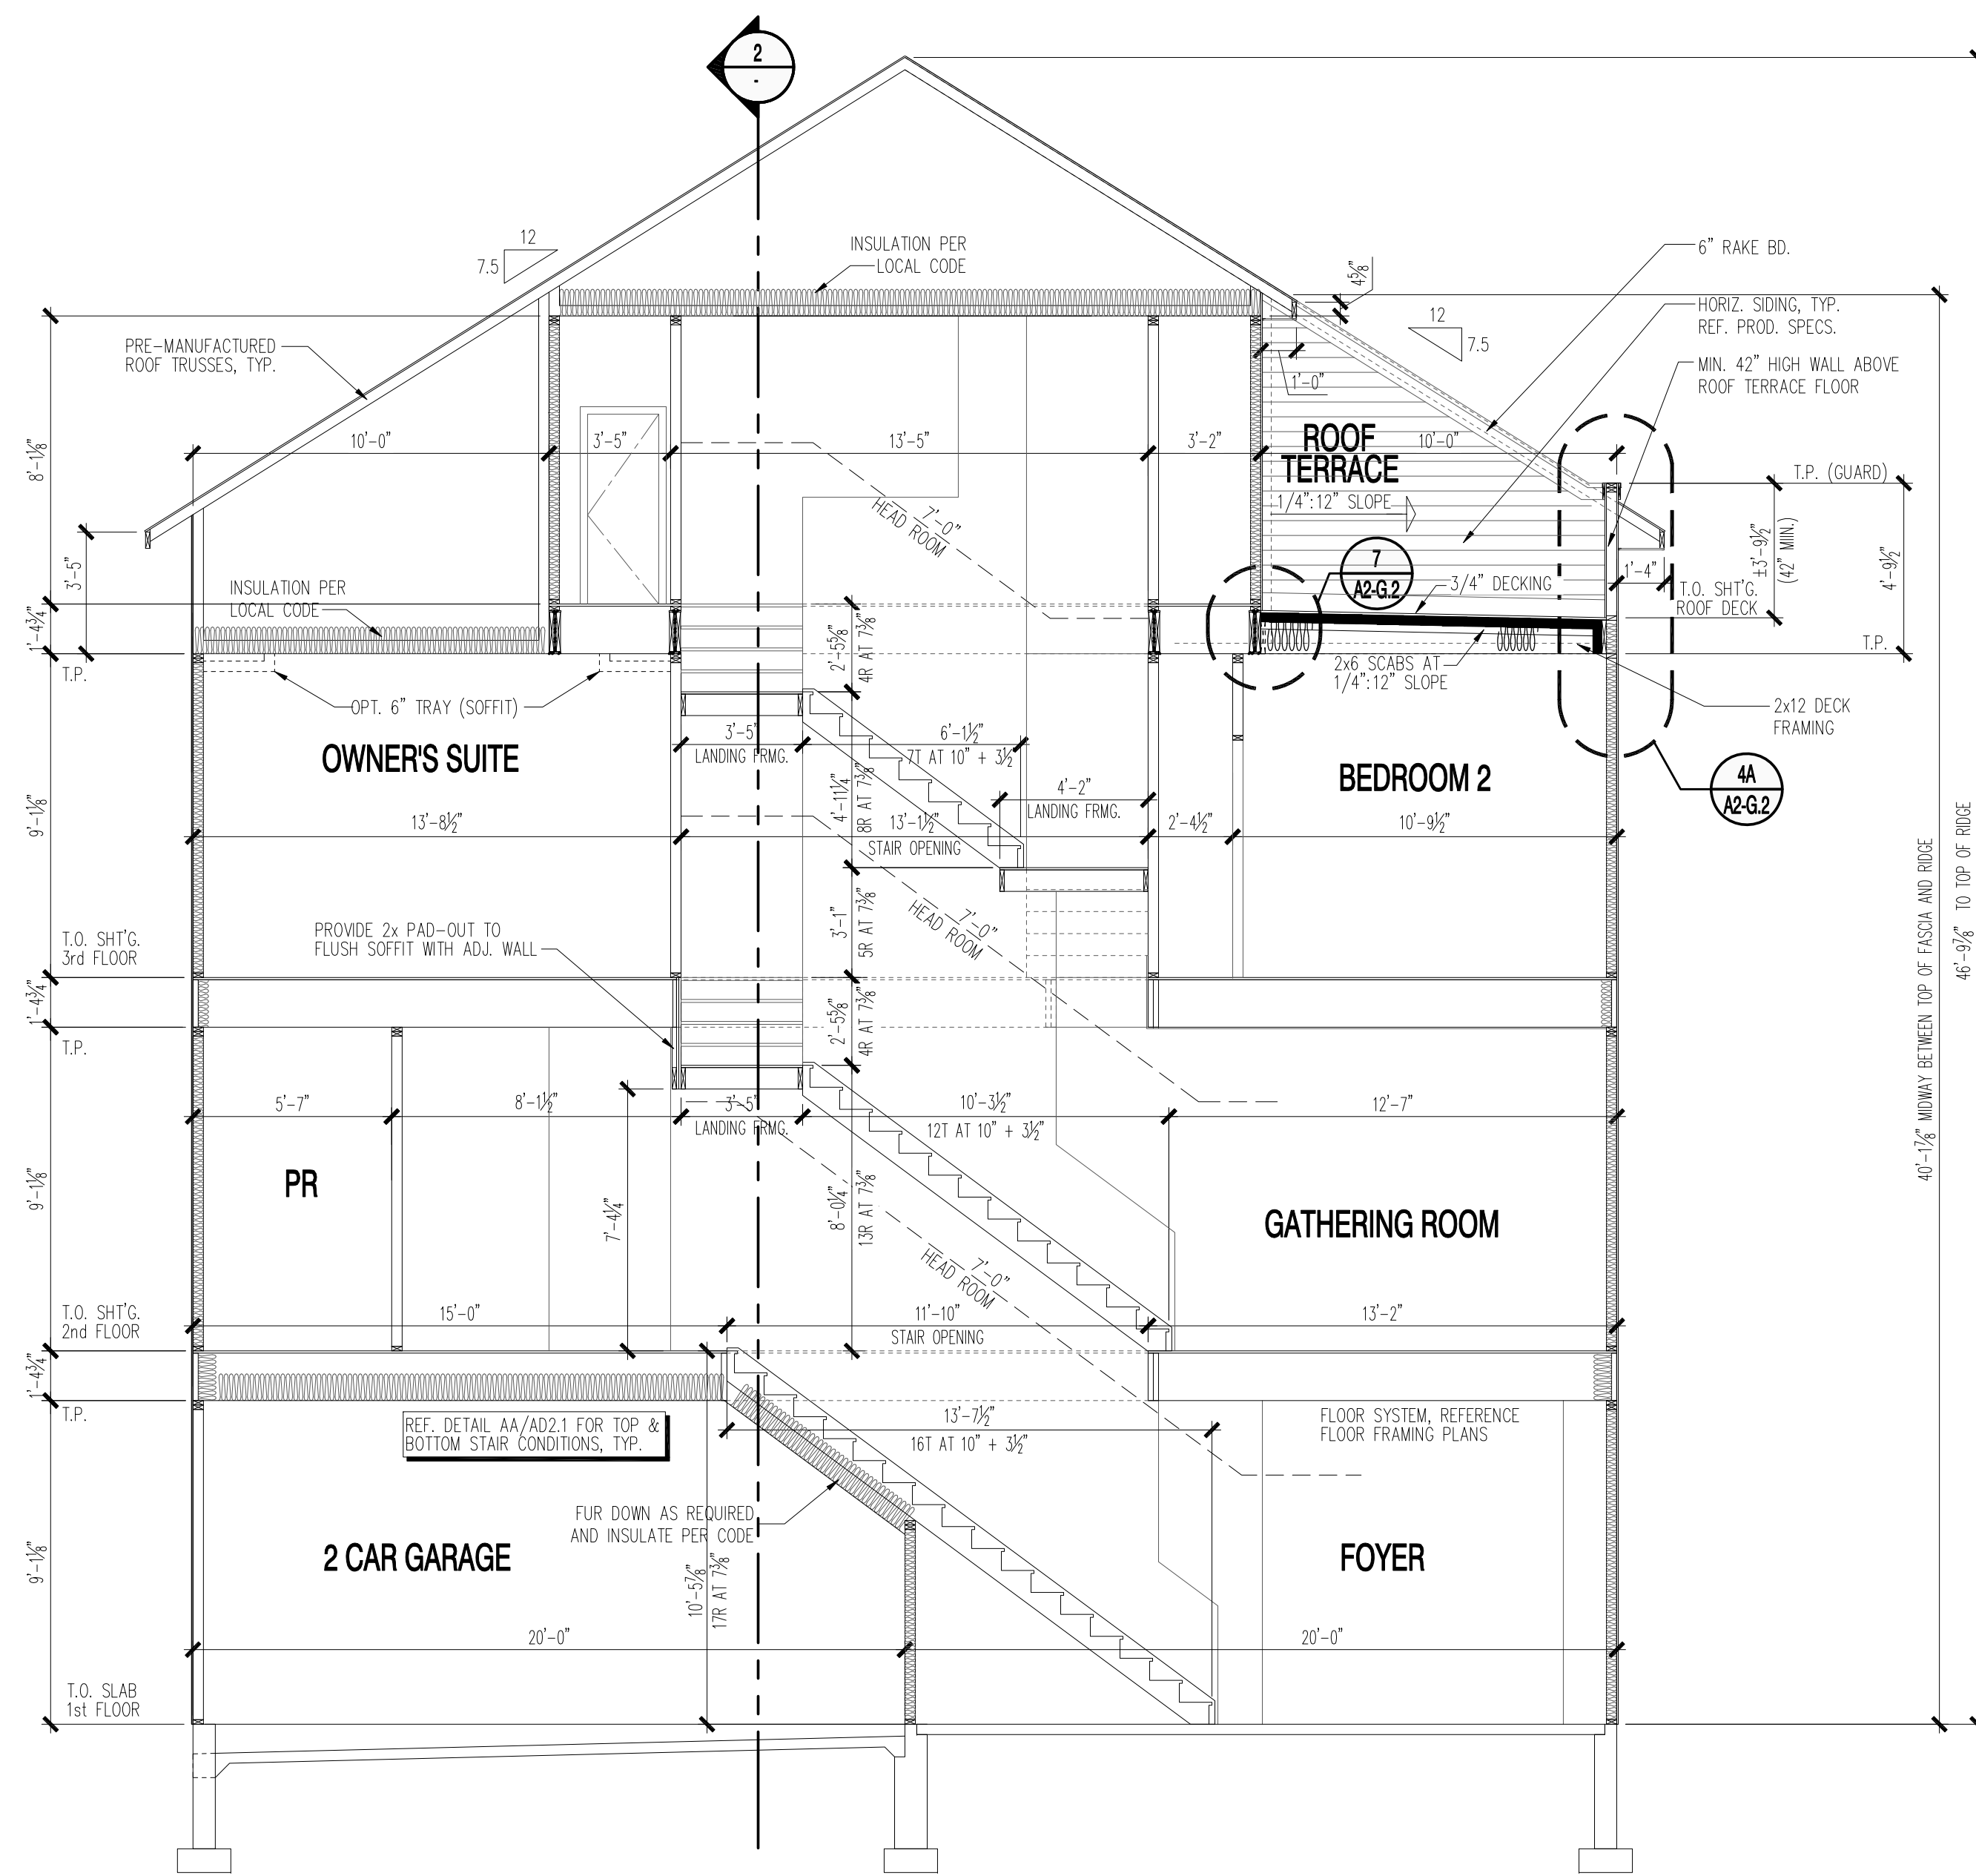 2
-
12
7.5
INSULATION PER
LOCAL CODE
4⅝"
6" RAKE BD.
HORIZ. SIDING, TYP.
REF. PROD. SPECS.
12
7.5
PRE-MANUFACTURED
ROOF TRUSSES, TYP.
MIN. 42" HIGH WALL ABOVE
ROOF TERRACE FLOOR
1'-0"
8'-1⅛"
10'-0"
3'-5"
13'-5"
3'-2"
ROOF
TERRACE
10'-0"
T.P. (GUARD)
1/4":12" SLOPE
7'-0"
HEAD ROOM
±3'-9½"
(42" MIIN.)
4'-9½"
3'-5"
INSULATION PER
LOCAL CODE
7
A2-G.2
3/4" DECKING
1'-4"
T.O. SHT'G.
ROOF DECK
1'-4¾"
T.P.
2'-5⅝"
4R AT 7⅜"
2x6 SCABS AT
1/4":12" SLOPE
T.P.
OPT. 6" TRAY (SOFFIT)
2x12 DECK
FRAMING
OWNER'S SUITE
3'-5"
LANDING FRMG.
6'-1½"
7T AT 10" + 3½"
BEDROOM 2
4A
A2-G.2
4'-11¼"
8R AT 7⅜"
4'-2"
LANDING FRMG.
9'-1⅛"
13'-8½"
13'-1½"
STAIR OPENING
2'-4½"
10'-9½"
T.O. SHT'G.
3rd FLOOR
PROVIDE 2x PAD-OUT TO
FLUSH SOFFIT WITH ADJ. WALL
3'-1"
5R AT 7⅜"
7'-0"
HEAD ROOM
40'-1⅞" MIDWAY BETWEEN TOP OF FASCIA AND RIDGE
46'-9⅞" TO TOP OF RIDGE
1'-4¾"
T.P.
2'-5⅝"
4R AT 7⅜"
5'-7"
8'-1½"
3'-5"
LANDING FRMG.
10'-3½"
12T AT 10" + 3½"
12'-7"
PR
9'-1⅛"
7'-4¼"
8'-0¼"
13R AT 7⅜"
GATHERING ROOM
7'-0"
HEAD ROOM
T.O. SHT'G.
2nd FLOOR
15'-0"
11'-10"
STAIR OPENING
13'-2"
1'-4¾"
T.P.
REF. DETAIL AA/AD2.1 FOR TOP &
BOTTOM STAIR CONDITIONS, TYP.
13'-7½"
16T AT 10" + 3½"
FLOOR SYSTEM, REFERENCE
FLOOR FRAMING PLANS
FUR DOWN AS REQUIRED
AND INSULATE PER CODE
9'-1⅛"
2 CAR GARAGE
10'-5⅞"
17R AT 7⅜"
FOYER
20'-0"
20'-0"
T.O. SLAB
1st FLOOR